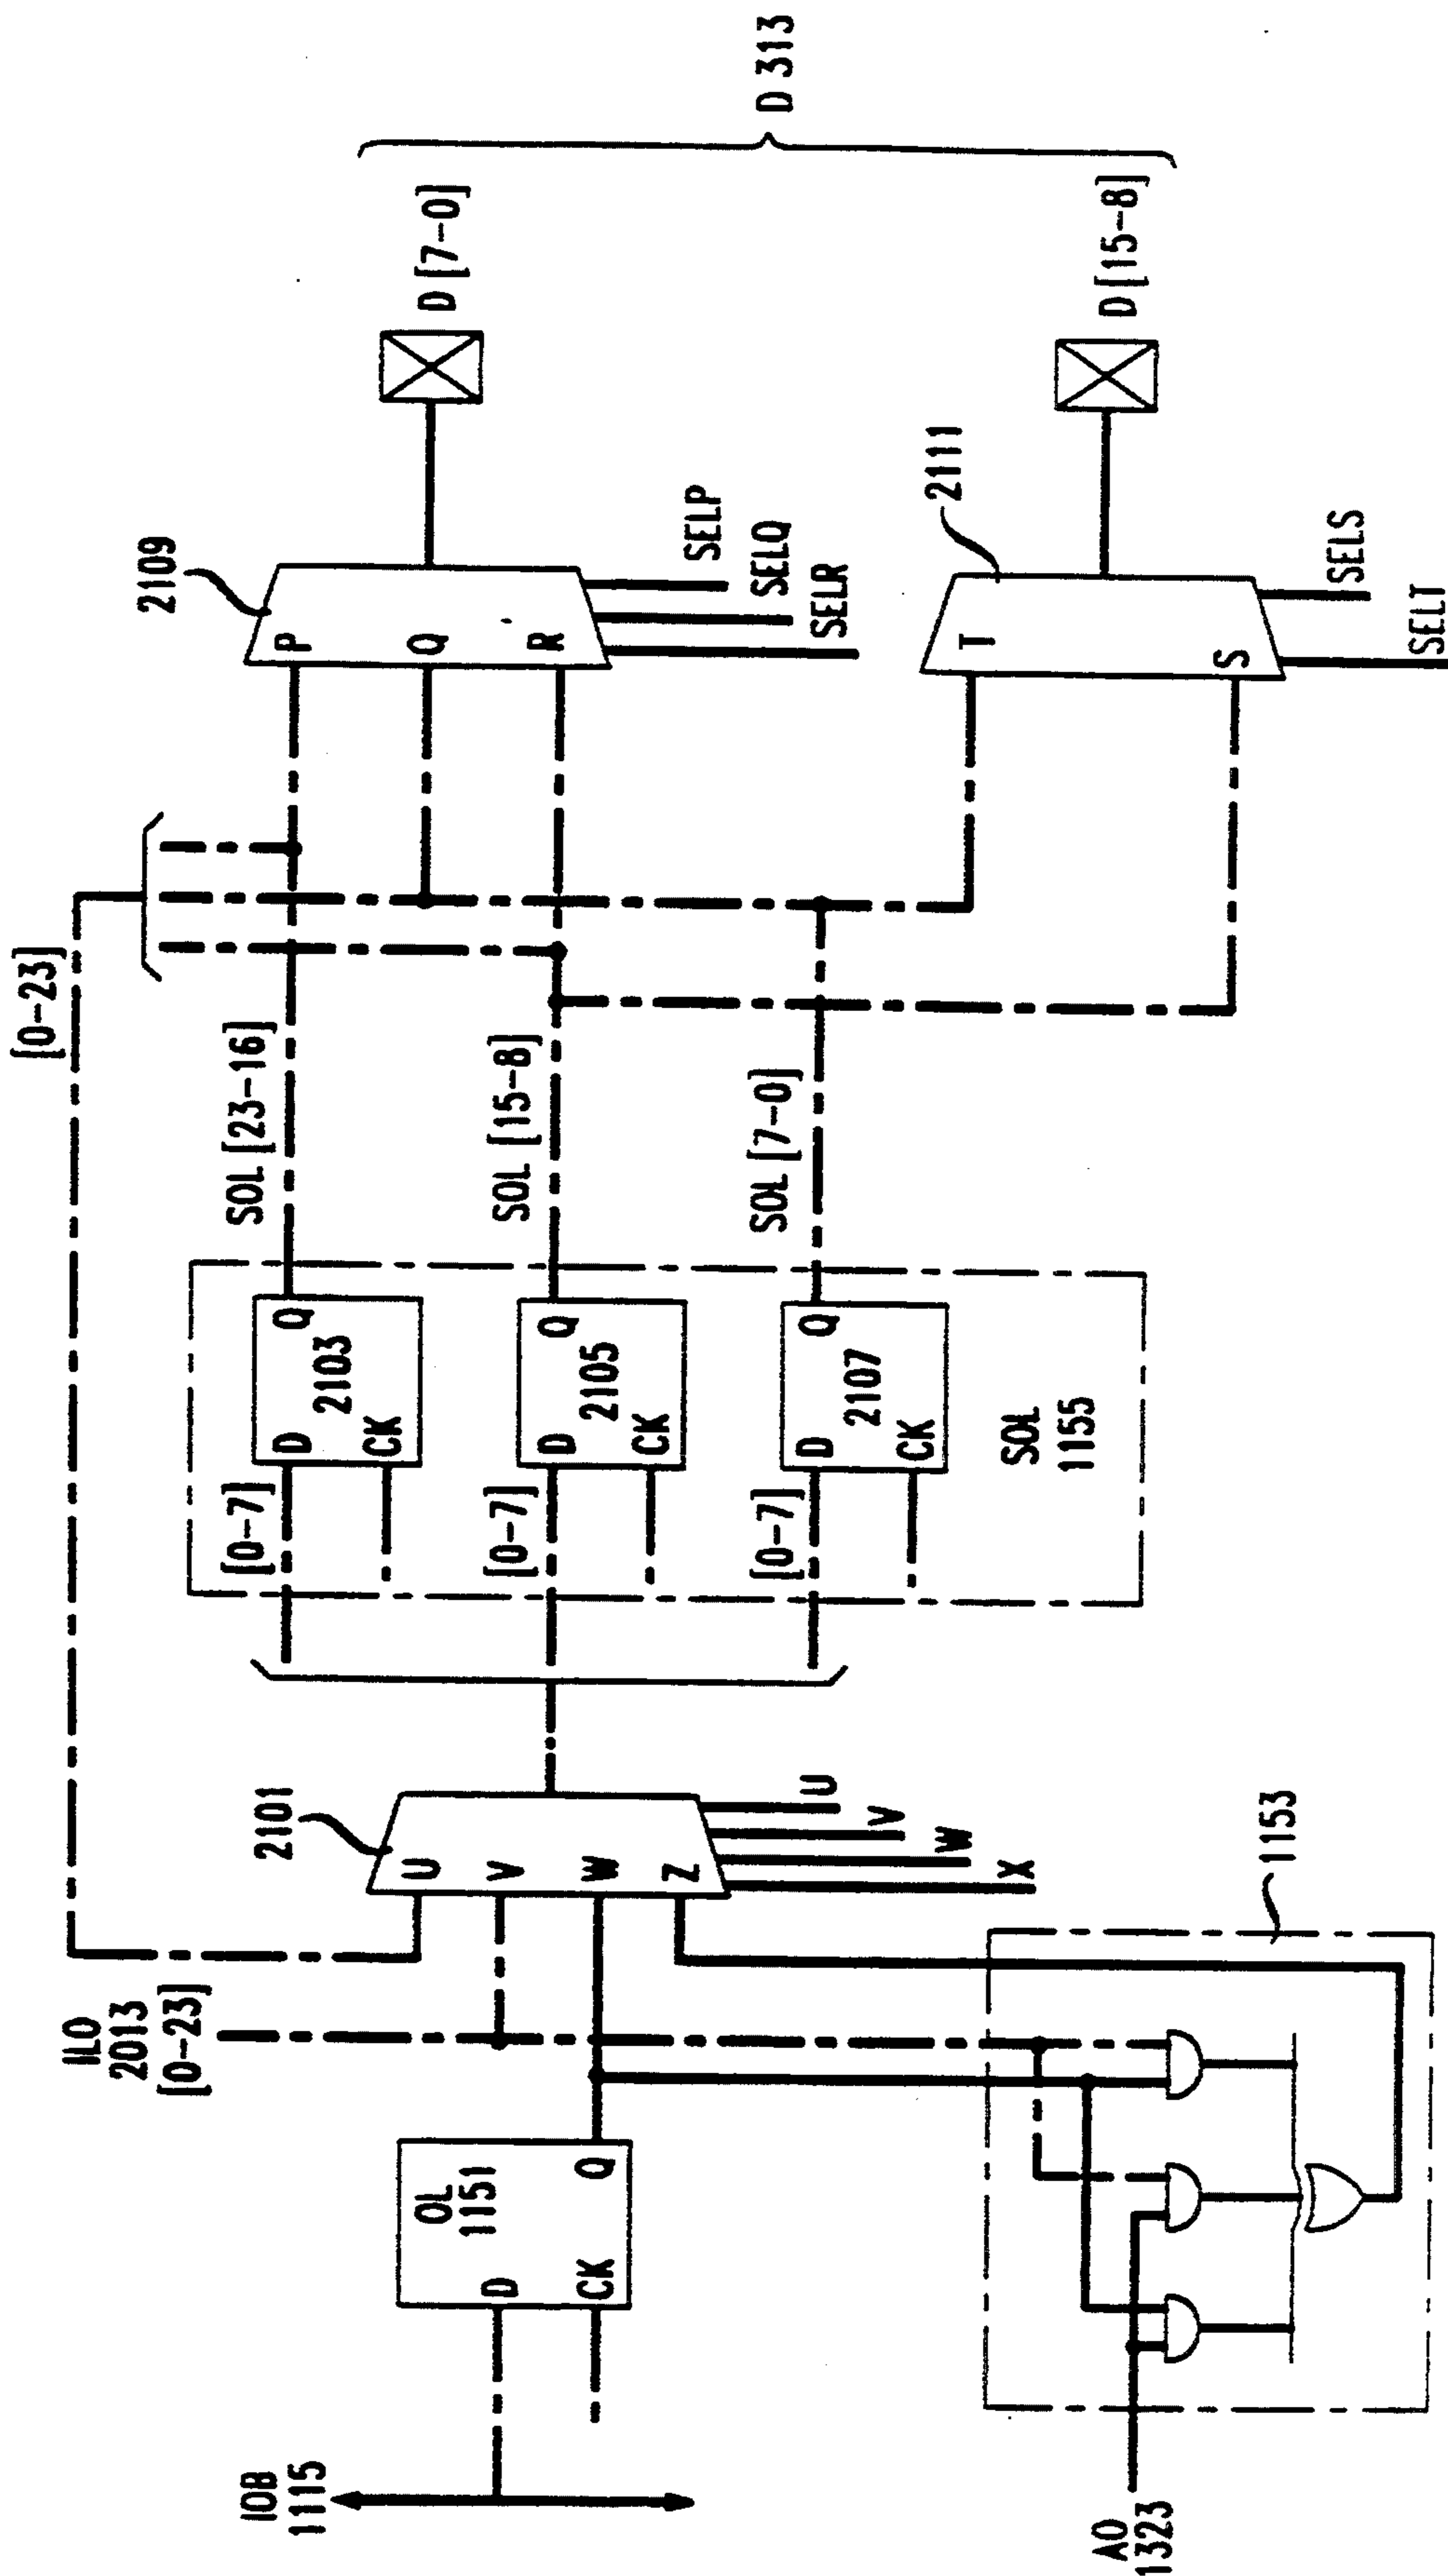 IOB
1115
OL
1151
D
Q
CK
ILO
2013
[0-23]
[0-23]
2101
U
V
W
Z
U
V
W
X
AO
1323
1153
[0-7]
D
Q
2103
CK
[0-7]
D
Q
2105
CK
[0-7]
D
Q
2107
CK
SOL
1155
SOL [23-16]
SOL [15-8]
SOL [7-0]
2109
P
Q
R
SELP
SELQ
SELR
2111
T
S
SELS
SELT
D [7-0]
D [15-8]
D 313